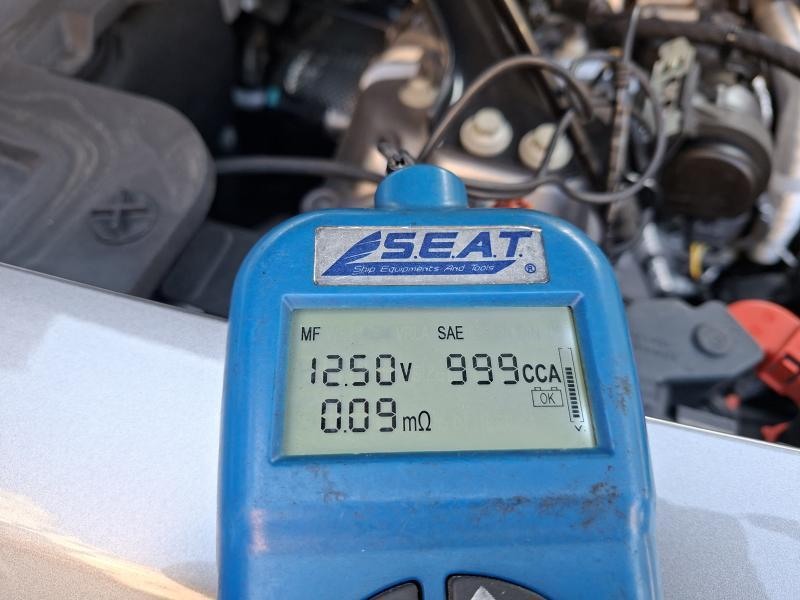 S.E.A.T.
Ship Equipments And Tools ®
MF SAE
12.50V 999CCA
OK
0.09mΩ